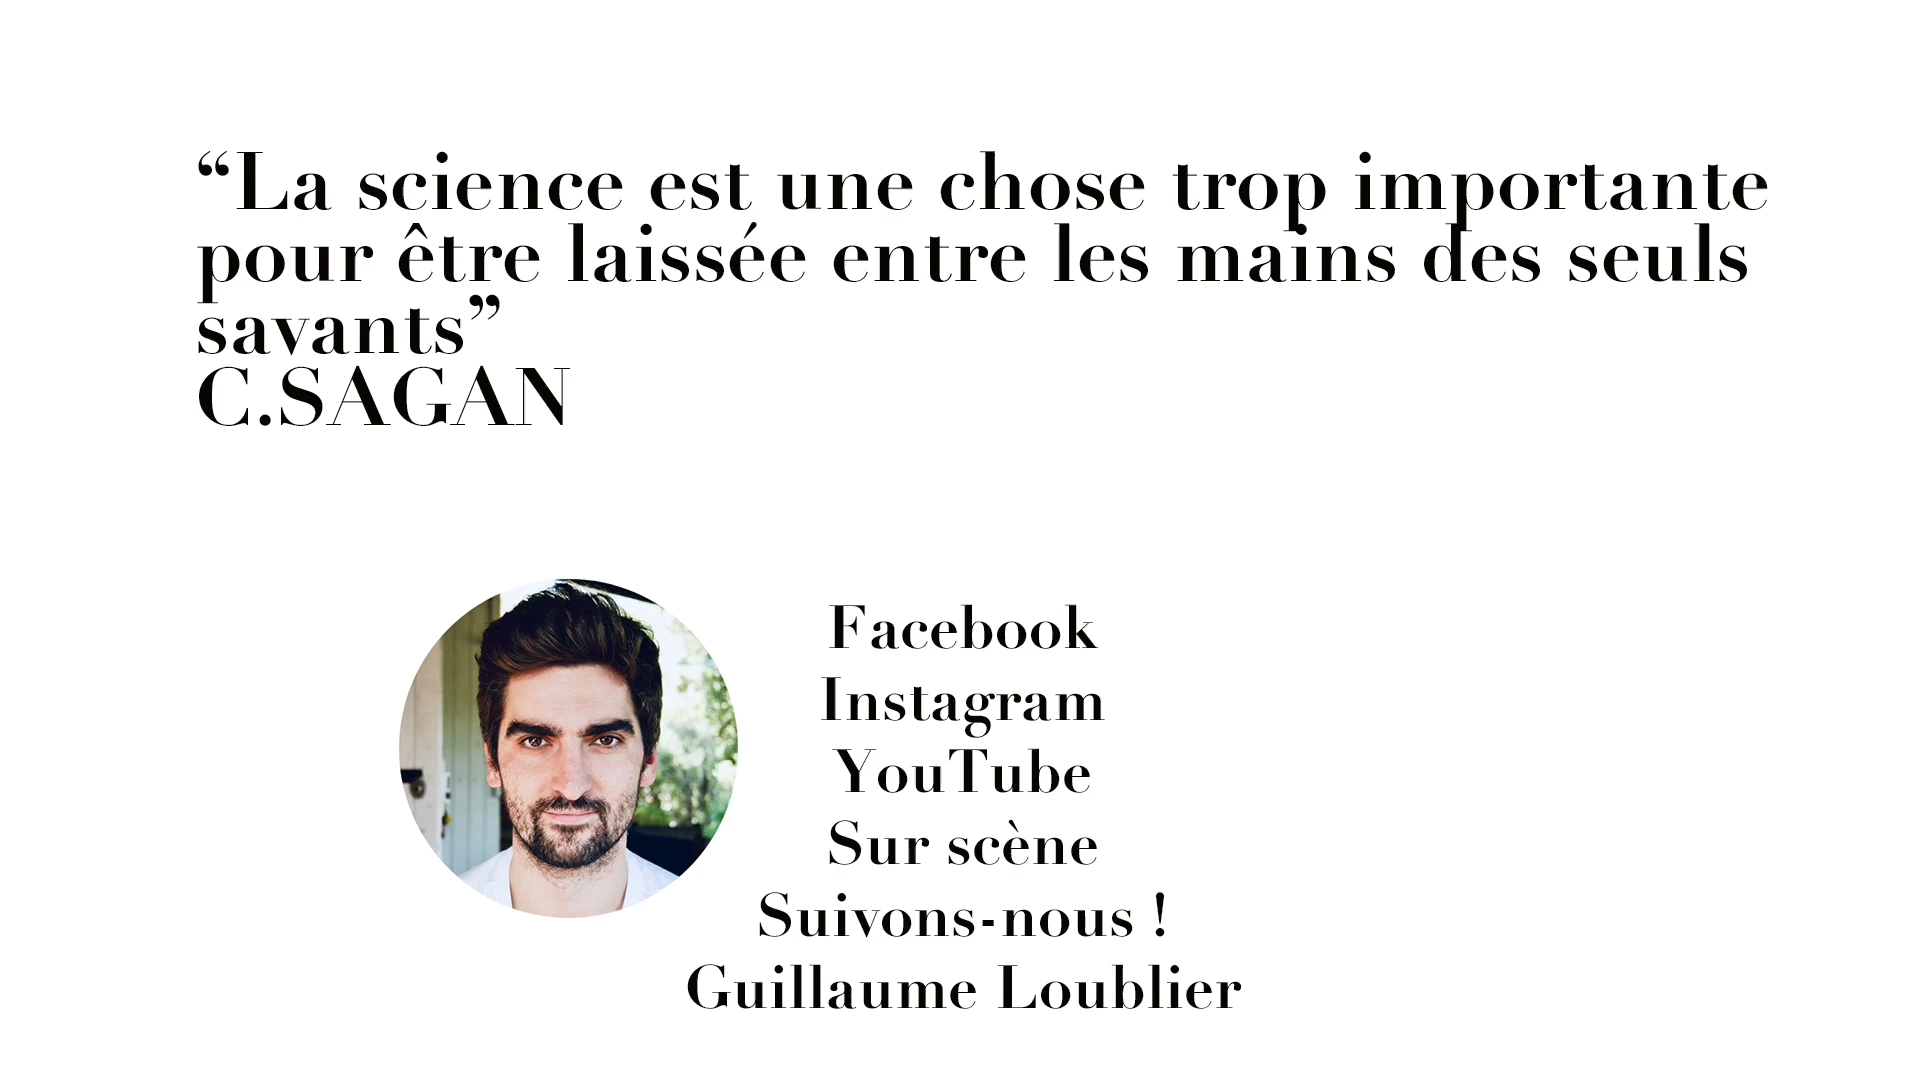 “La science est une chose trop importante
pour être laissée entre les mains des seuls
savants”
C.SAGAN
Facebook
Instagram
YouTube
Sur scène
Suivons-nous !
Guillaume Loublier